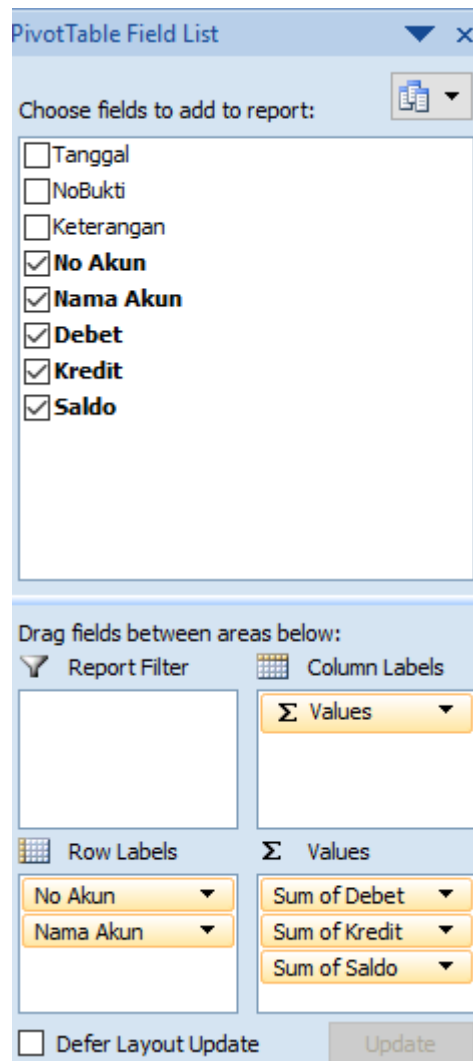 PivotTable Field List
Choose fields to add to report:
Tanggal
NoBukti
Keterangan
No Akun
Nama Akun
Debet
Kredit
Saldo
Drag fields between areas below:
Report Filter
Column Labels
Σ Values
Row Labels
No Akun
Nama Akun
Σ Values
Sum of Debet
Sum of Kredit
Sum of Saldo
Defer Layout Update
Update